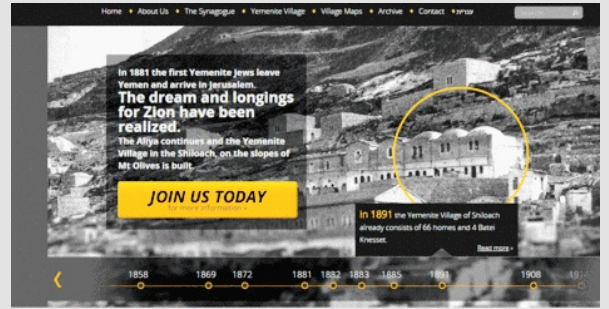 Home • About Us • The Synagogue • Yemenite Village • Village Maps • Archive • Contact • עברית
In 1881 the first Yemenite Jews leave
Yemen and arrive in Jerusalem.
The dream and longings
for Zion have been
realized.
The Aliya continues and the Yemenite
Village in the Shiloach, on the slopes of
Mt Olives is built.
JOIN US TODAY
for more information »
In 1891 the Yemenite Village of Shiloach
already consists of 66 homes and 4 Batei
Knesset.
Read more »
1858 1869 1872 1881 1882 1883 1885 1891 1908 1914